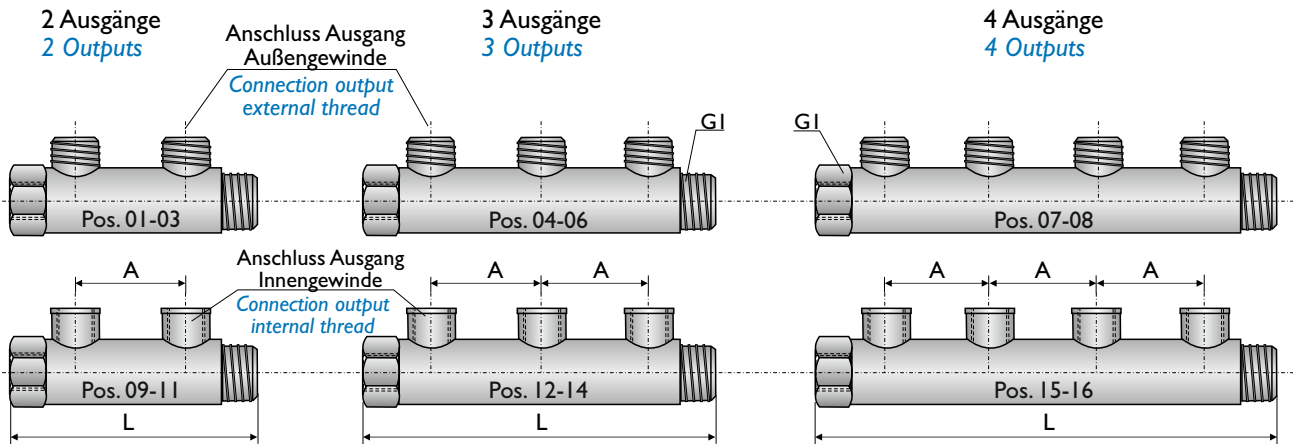 2 Ausgänge
2 Outputs
Anschluss Ausgang
Außengewinde
Connection output
external thread
3 Ausgänge
3 Outputs
4 Ausgänge
4 Outputs
G1
G1
Pos. 01-03
Pos. 04-06
Pos. 07-08
A
Anschluss Ausgang
Innengewinde
Connection output
internal thread
A
A
A
A
A
Pos. 09-11
Pos. 12-14
Pos. 15-16
L
L
L